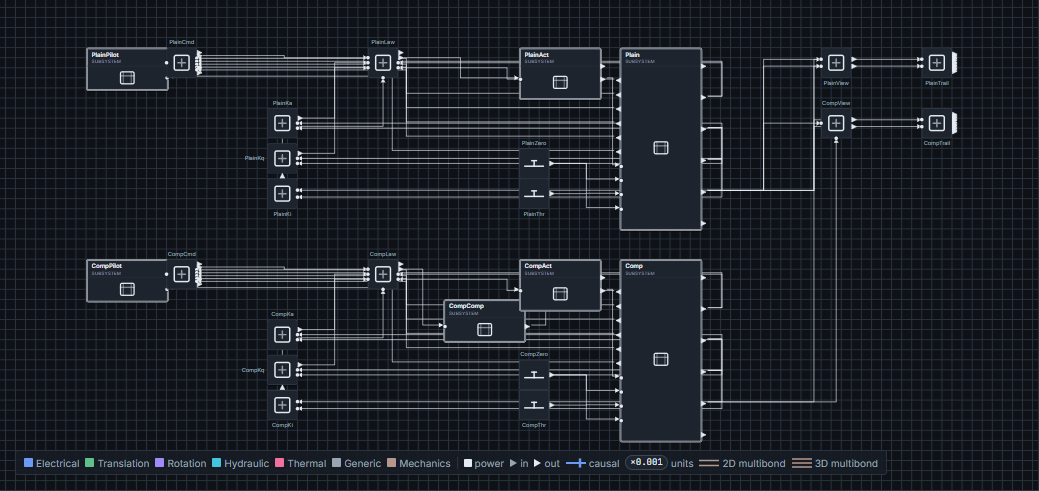 PlainCmd
PlainLaw
PlainPilot
SUBSYSTEM
PlainAct
SUBSYSTEM
Plain
SUBSYSTEM
PlainView
PlainTrail
PlainKa
CompView
CompTrail
PlainKq
PlainZero
PlainKi
PlainThr
CompCmd
CompLaw
CompPilot
SUBSYSTEM
CompAct
SUBSYSTEM
Comp
SUBSYSTEM
CompComp
SUBSYSTEM
CompKa
CompZero
CompKq
CompKi
CompThr
Electrical Translation Rotation Hydraulic Thermal Generic Mechanics power in out causal ×0.001 units 2D multibond 3D multibond